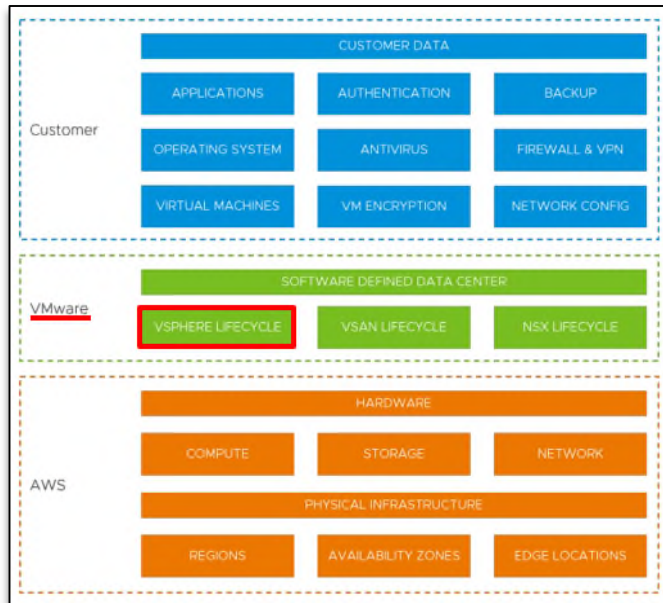 CUSTOMER DATA
Customer
APPLICATIONS AUTHENTICATION BACKUP
OPERATING SYSTEM ANTIVIRUS FIREWALL & VPN
VIRTUAL MACHINES VM ENCRYPTION NETWORK CONFIG
VMware
SOFTWARE DEFINED DATA CENTER
VSPHERE LIFECYCLE VSAN LIFECYCLE NSX LIFECYCLE
AWS
HARDWARE
COMPUTE STORAGE NETWORK
PHYSICAL INFRASTRUCTURE
REGIONS AVAILABILITY ZONES EDGE LOCATIONS